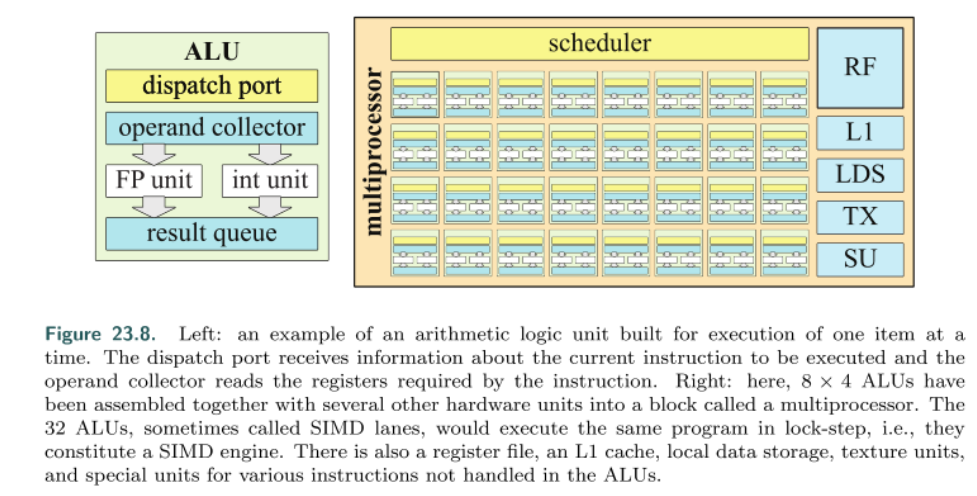 ALU
dispatch port
operand collector
FP unit
int unit
result queue
multiprocessor
scheduler
RF
L1
LDS
TX
SU
Figure 23.8. Left: an example of an arithmetic logic unit built for execution of one item at a
time. The dispatch port receives information about the current instruction to be executed and the
operand collector reads the registers required by the instruction. Right: here, 8 × 4 ALUs have
been assembled together with several other hardware units into a block called a multiprocessor. The
32 ALUs, sometimes called SIMD lanes, would execute the same program in lock-step, i.e., they
constitute a SIMD engine. There is also a register file, an L1 cache, local data storage, texture units,
and special units for various instructions not handled in the ALUs.